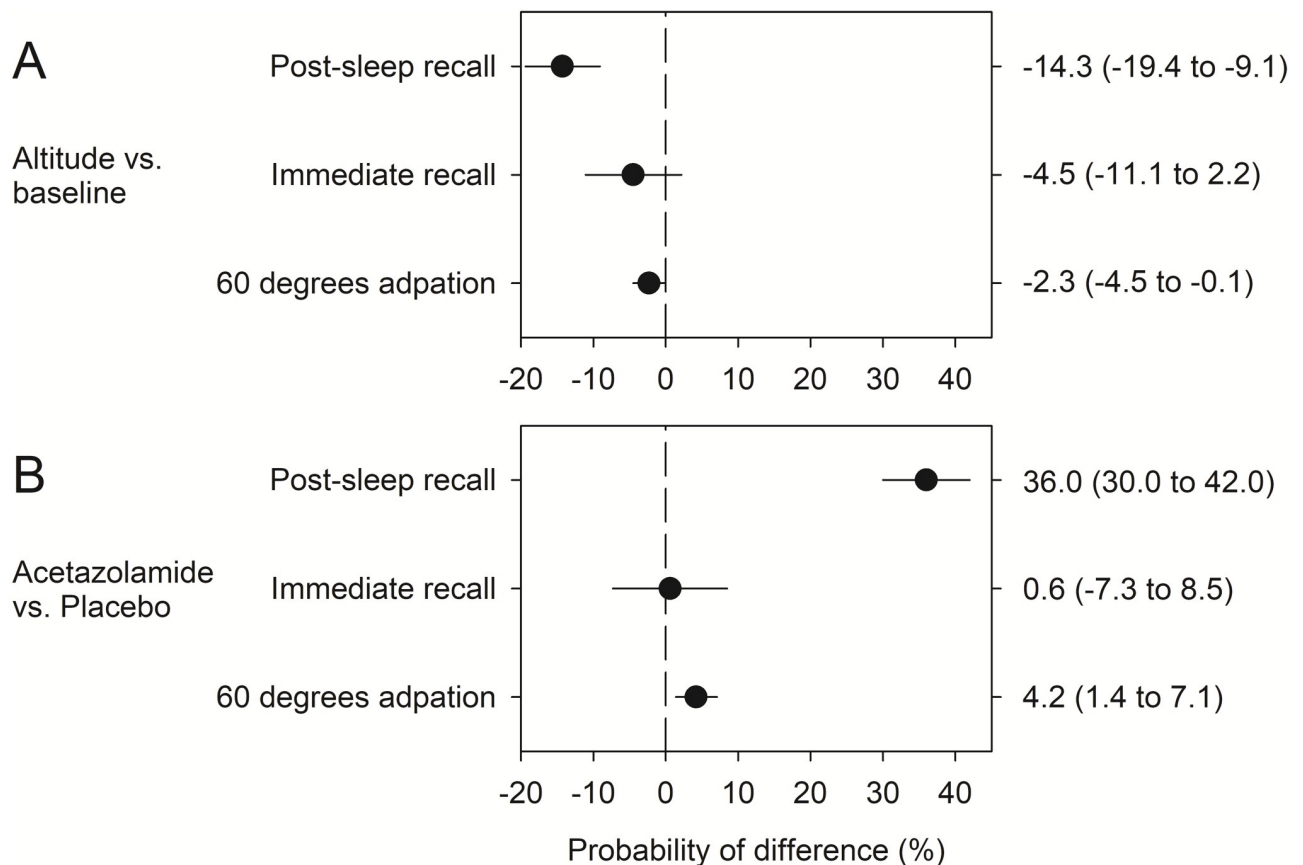 A
Altitude vs.
baseline
Post-sleep recall
-14.3 (-19.4 to -9.1)
Immediate recall
-4.5 (-11.1 to 2.2)
60 degrees adpation
-2.3 (-4.5 to -0.1)
-20 -10 0 10 20 30 40
B
Acetazolamide
vs. Placebo
Post-sleep recall
36.0 (30.0 to 42.0)
Immediate recall
0.6 (-7.3 to 8.5)
60 degrees adpation
4.2 (1.4 to 7.1)
-20 -10 0 10 20 30 40
Probability of difference (%)